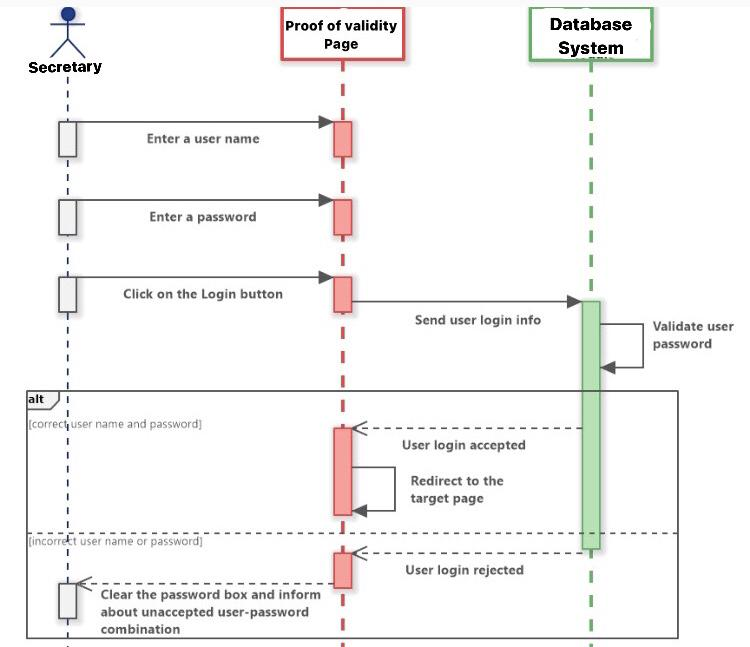 Proof of validity
Page
Database
System
Secretary
Enter a user name
Enter a password
Click on the Login button
Send user login info
Validate user
password
alt
[correct user name and password]
User login accepted
Redirect to the
target page
[incorrect user name or password]
User login rejected
Clear the password box and inform
about unaccepted user-password
combination